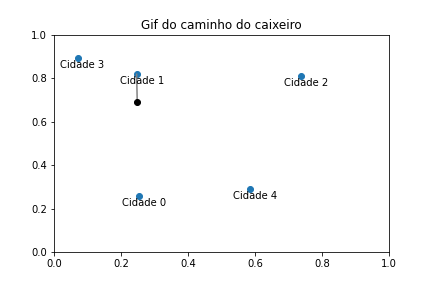 Gif do caminho do caixeiro
1.0
Cidade 3
0.8
Cidade 1
Cidade 2
0.6
0.4
Cidade 4
0.2
Cidade 0
0.0
0.0 0.2 0.4 0.6 0.8 1.0